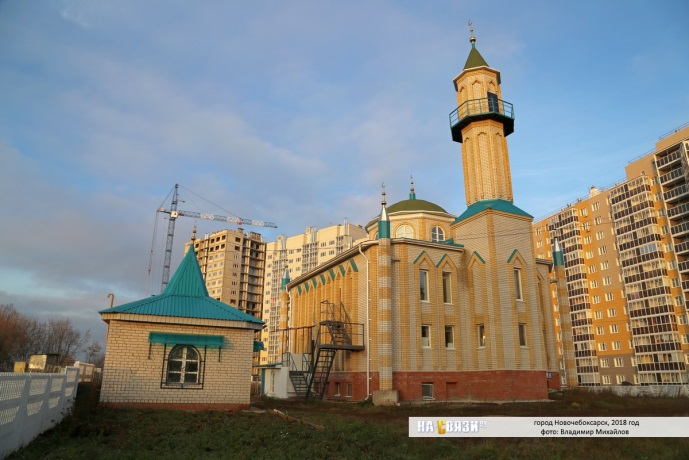 НА СВЯЗИ
город Новочебоксарск, 2018 год
фото: Владимир Михайлов